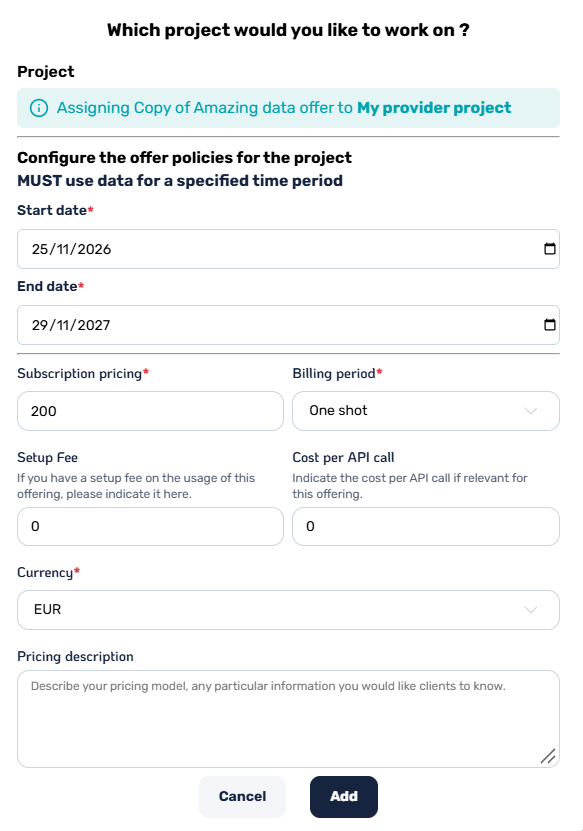 Which project would you like to work on ?
Project
Assigning Copy of Amazing data offer to My provider project
Configure the offer policies for the project
MUST use data for a specified time period
Start date*
25/11/2026
End date*
29/11/2027
Subscription pricing*
Billing period*
200
One shot
Setup Fee
Cost per API call
If you have a setup fee on the usage of this
offering, please indicate it here.
Indicate the cost per API call if relevant for
this offering.
0
0
Currency*
EUR
Pricing description
Describe your pricing model, any particular information you would like clients to know.
Cancel
Add